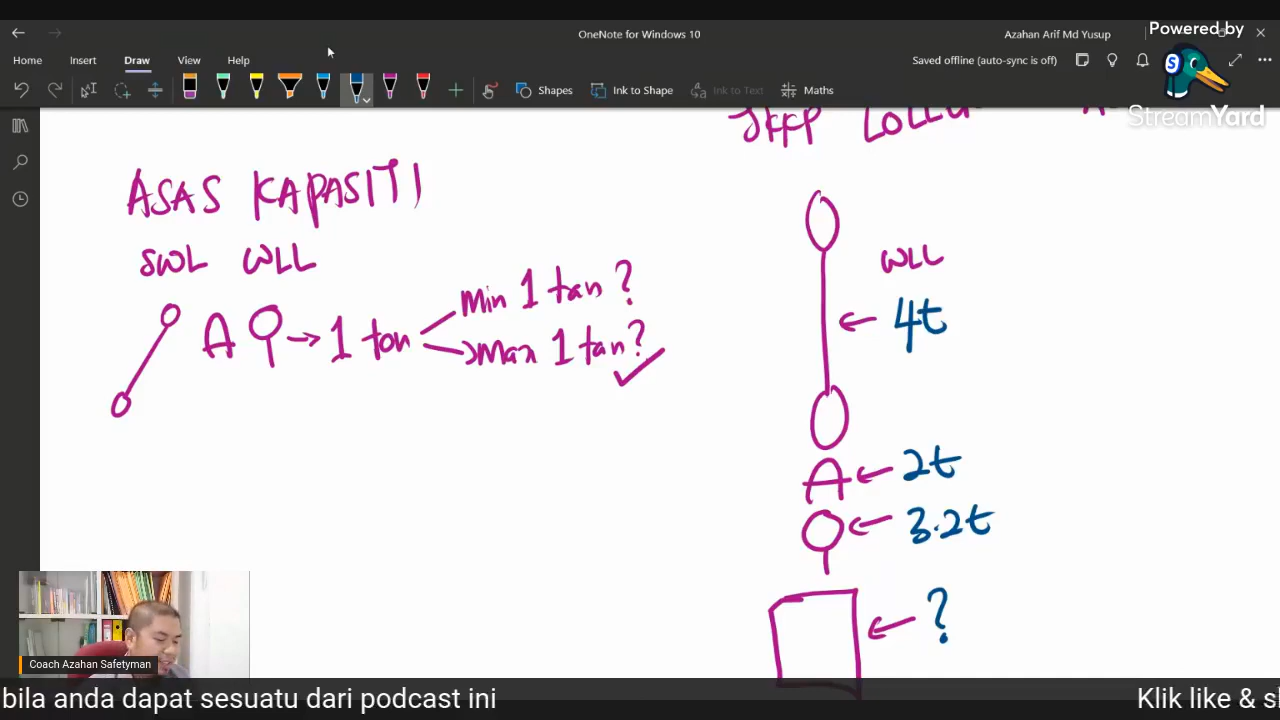 OneNote for Windows 10
Azahan Arif Md Yusup
Powered by
StreamYard
Home Insert Draw View Help
Saved offline (auto-sync is off)
Shapes Ink to Shape Ink to Text Maths
ASAS KAPASITI
SWL WLL
1 ton
min 1 tan?
max 1 tan?
WLL
4t
2t
3.2t
?
Coach Azahan Safetyman
bila anda dapat sesuatu dari podcast ini
Klik like &